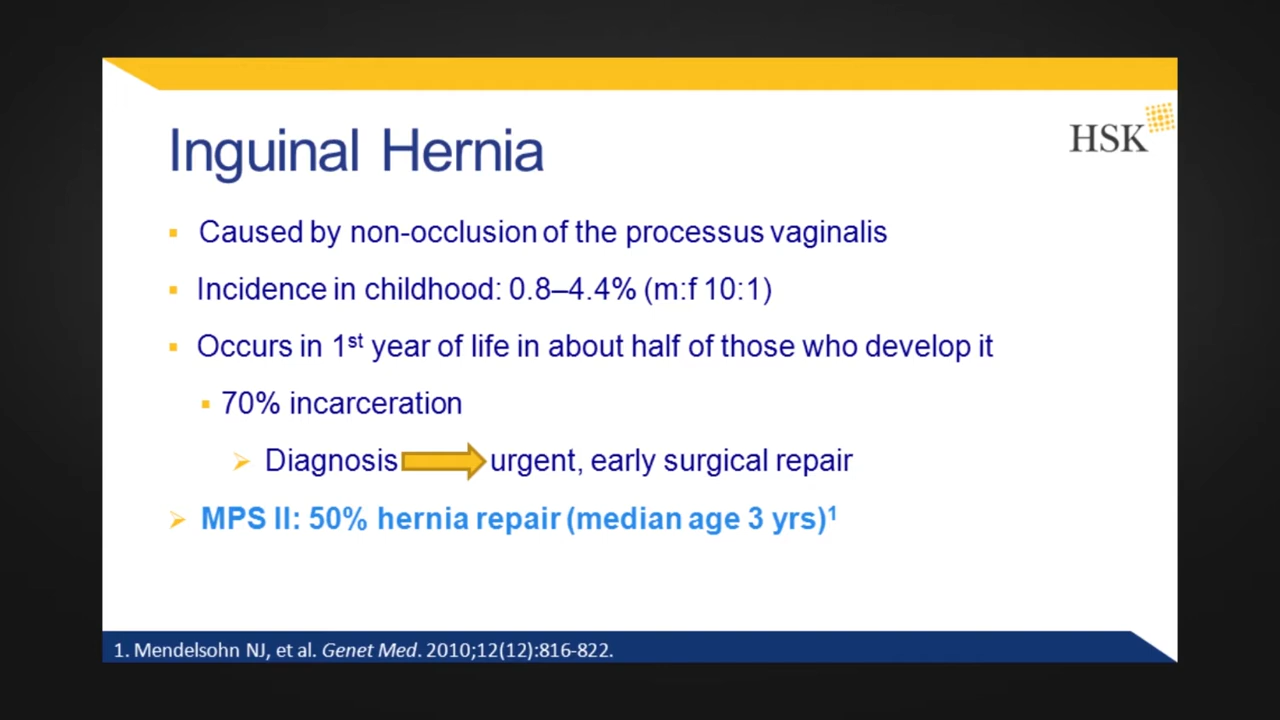 HSK
Inguinal Hernia
▪ Caused by non-occlusion of the processus vaginalis
▪ Incidence in childhood: 0.8–4.4% (m:f 10:1)
▪ Occurs in 1st year of life in about half of those who develop it
▪ 70% incarceration
➢ Diagnosis urgent, early surgical repair
➢ MPS II: 50% hernia repair (median age 3 yrs)1
1. Mendelsohn NJ, et al. Genet Med. 2010;12(12):816-822.